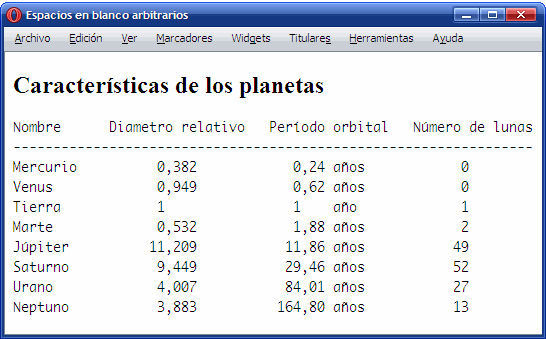 Espacios en blanco arbitrarios
Archivo Edición Ver Marcadores Widgets Titulares Herramientas Ayuda
Características de los planetas
Nombre Diametro relativo Período orbital Número de lunas
-----------------------------------------------------------------
Mercurio 0,382 0,24 años 0
Venus 0,949 0,62 años 0
Tierra 1 1 año 1
Marte 0,532 1,88 años 2
Júpiter 11,209 11,86 años 49
Saturno 9,449 29,46 años 52
Urano 4,007 84,01 años 27
Neptuno 3,883 164,80 años 13